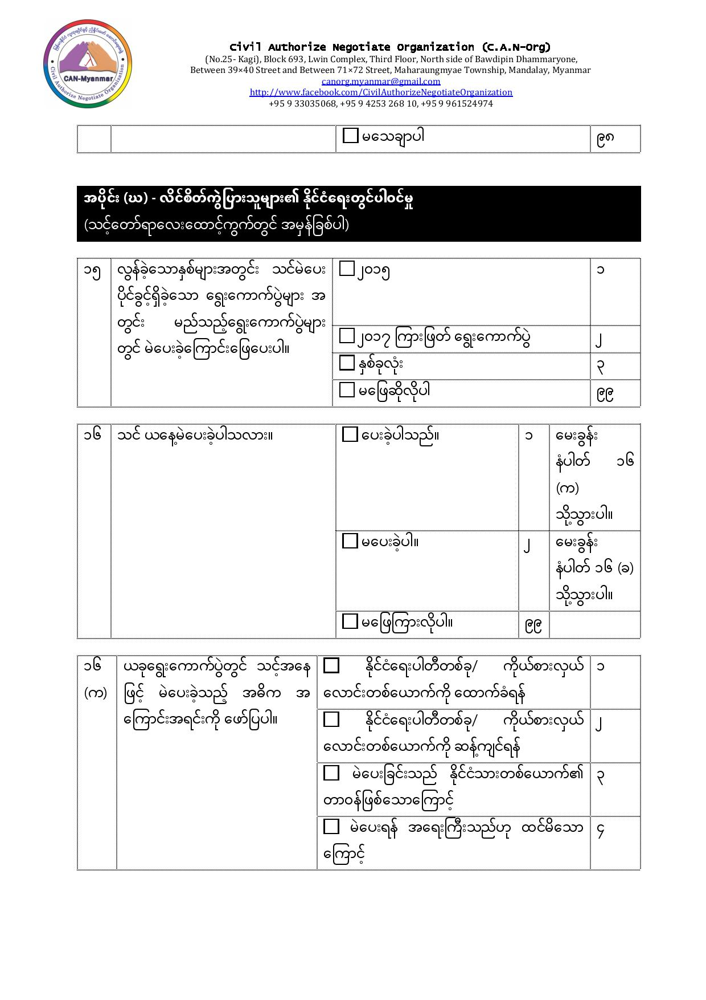 Civil Authorize Negotiate Organization (C.A.N-Org)
(No.25- Kagi), Block 693, Lwin Complex, Third Floor, North side of Bawdipin Dhammaryone,
Between 39×40 Street and Between 71×72 Street, Maharaungmyae Township, Mandalay, Myanmar
canorg.myanmar@gmail.com
http://www.facebook.com/CivilAuthorizeNegotiateOrganization
+95 9 33035068, +95 9 4253 268 10, +95 9 961524974
CAN-Myanmar
Civil Authorize Negotiate Organization
မသေချာပါ ၉၈
အပိုင်း (ဃ) - လိင်စိတ်ကွဲပြားသူများ၏ နိုင်ငံရေးတွင်ပါဝင်မှု
(သင့်တော်ရာလေးထောင့်ကွက်တွင် အမှန်ခြစ်ပါ)
၁၅ လွန်ခဲ့သောနှစ်များအတွင်း သင်မဲပေး ၂၀၁၅ ၁
ပိုင်ခွင့်ရှိခဲ့သော ရွေးကောက်ပွဲများ အ
တွင်း မည်သည့်ရွေးကောက်ပွဲများ
၂၀၁၇ ကြားဖြတ် ရွေးကောက်ပွဲ ၂
တွင် မဲပေးခဲ့ကြောင်းဖြေပေးပါ။
နှစ်ခုလုံး ၃
မဖြေဆိုလိုပါ ၉၉
၁၆ သင် ယနေ့မဲပေးခဲ့ပါသလား။ ပေးခဲ့ပါသည်။ ၁ မေးခွန်း
နံပါတ် ၁၆
(က)
သို့သွားပါ။
မပေးခဲ့ပါ။ ၂ မေးခွန်း
နံပါတ် ၁၆ (ခ)
သို့သွားပါ။
မဖြေကြားလိုပါ။ ၉၉
၁၆ ယခုရွေးကောက်ပွဲတွင် သင့်အနေ နိုင်ငံရေးပါတီတစ်ခု/ ကိုယ်စားလှယ် ၁
(က) ဖြင့် မဲပေးခဲ့သည့် အဓိက အ လောင်းတစ်ယောက်ကို ထောက်ခံရန်
ကြောင်းအရင်းကို ဖော်ပြပါ။ နိုင်ငံရေးပါတီတစ်ခု/ ကိုယ်စားလှယ် ၂
လောင်းတစ်ယောက်ကို ဆန့်ကျင်ရန်
မဲပေးခြင်းသည် နိုင်ငံသားတစ်ယောက်၏ ၃
တာဝန်ဖြစ်သောကြောင့်
မဲပေးရန် အရေးကြီးသည်ဟု ထင်မိသော ၄
ကြောင့်